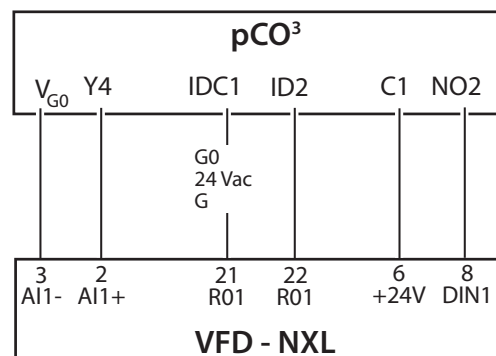 pCO³
V_G0 Y4 IDC1 ID2 C1 NO2
G0
24 Vac
G
3 2 21 22 6 8
AI1- AI1+ R01 R01 +24V DIN1
VFD - NXL